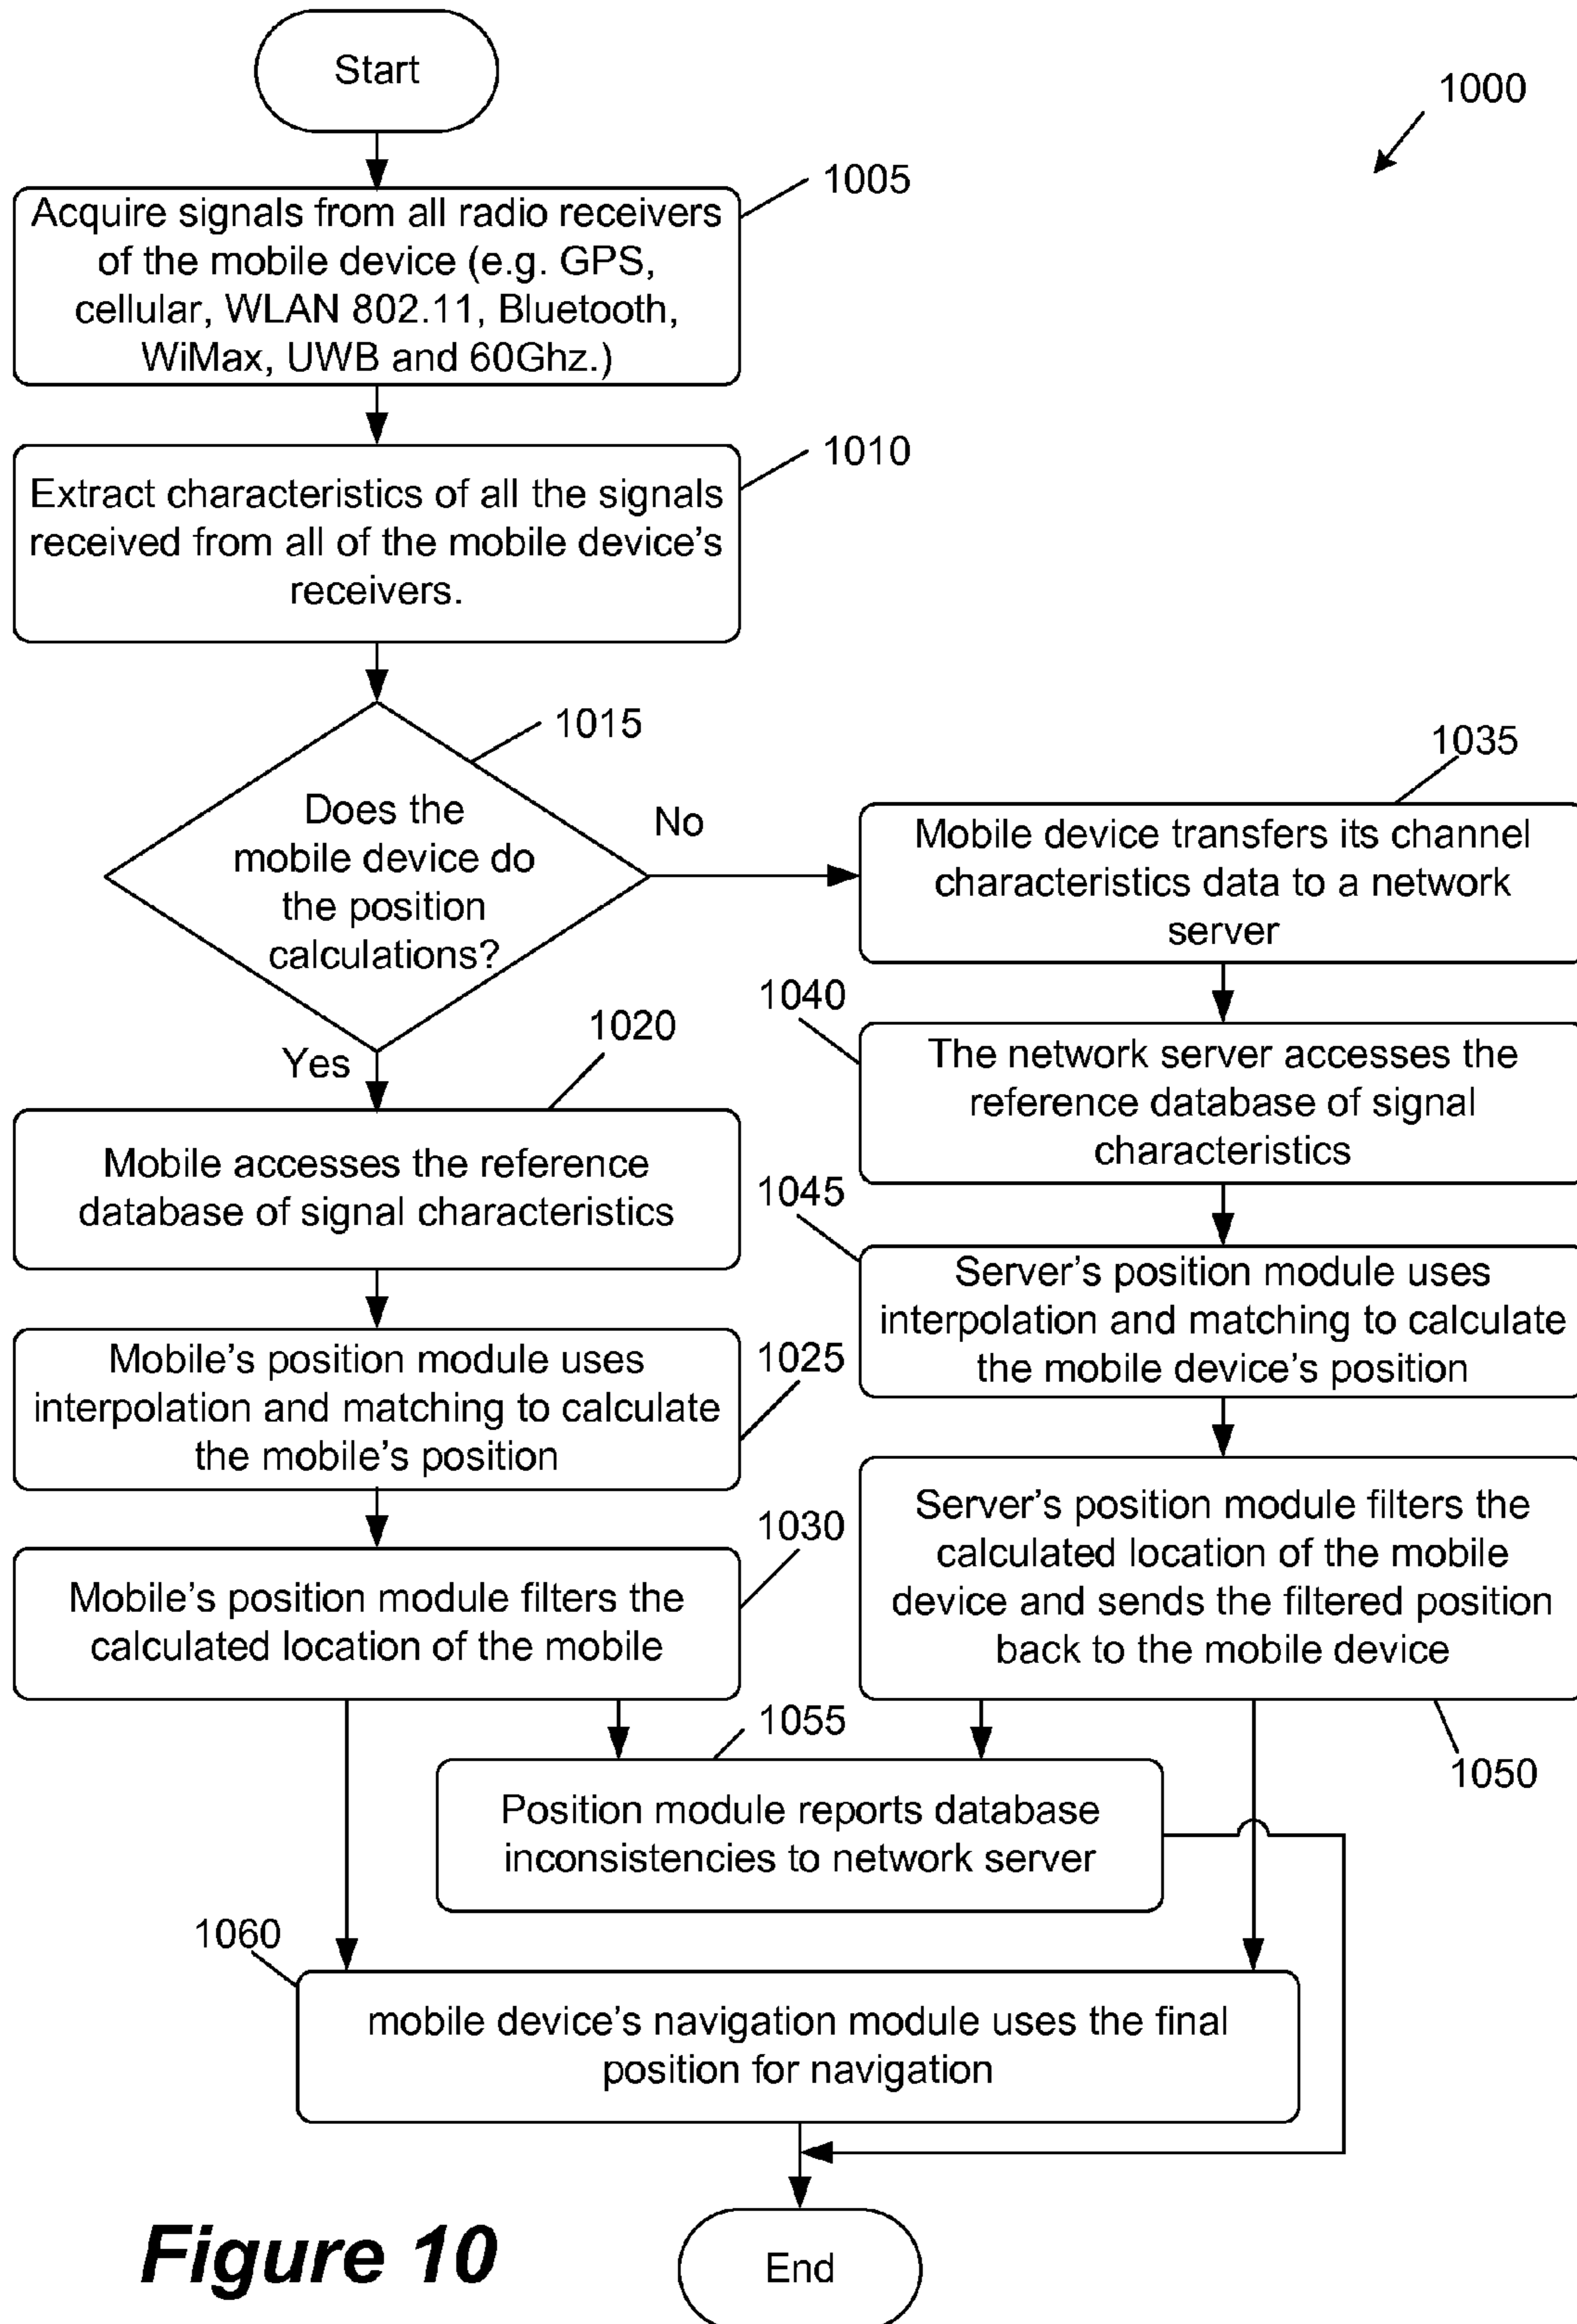 Start
1000
1005
Acquire signals from all radio receivers
of the mobile device (e.g. GPS,
cellular, WLAN 802.11, Bluetooth,
WiMax, UWB and 60Ghz.)
1010
Extract characteristics of all the signals
received from all of the mobile device's
receivers.
1015
Does the
mobile device do
the position
calculations?
No
Yes
1035
Mobile device transfers its channel
characteristics data to a network
server
1020
Mobile accesses the reference
database of signal characteristics
1040
The network server accesses the
reference database of signal
characteristics
1025
Mobile's position module uses
interpolation and matching to calculate
the mobile's position
1045
Server's position module uses
interpolation and matching to calculate
the mobile device's position
1030
Mobile's position module filters the
calculated location of the mobile
Server's position module filters the
calculated location of the mobile
device and sends the filtered position
back to the mobile device
1050
1055
Position module reports database
inconsistencies to network server
1060
mobile device's navigation module uses the final
position for navigation
End
Figure 10